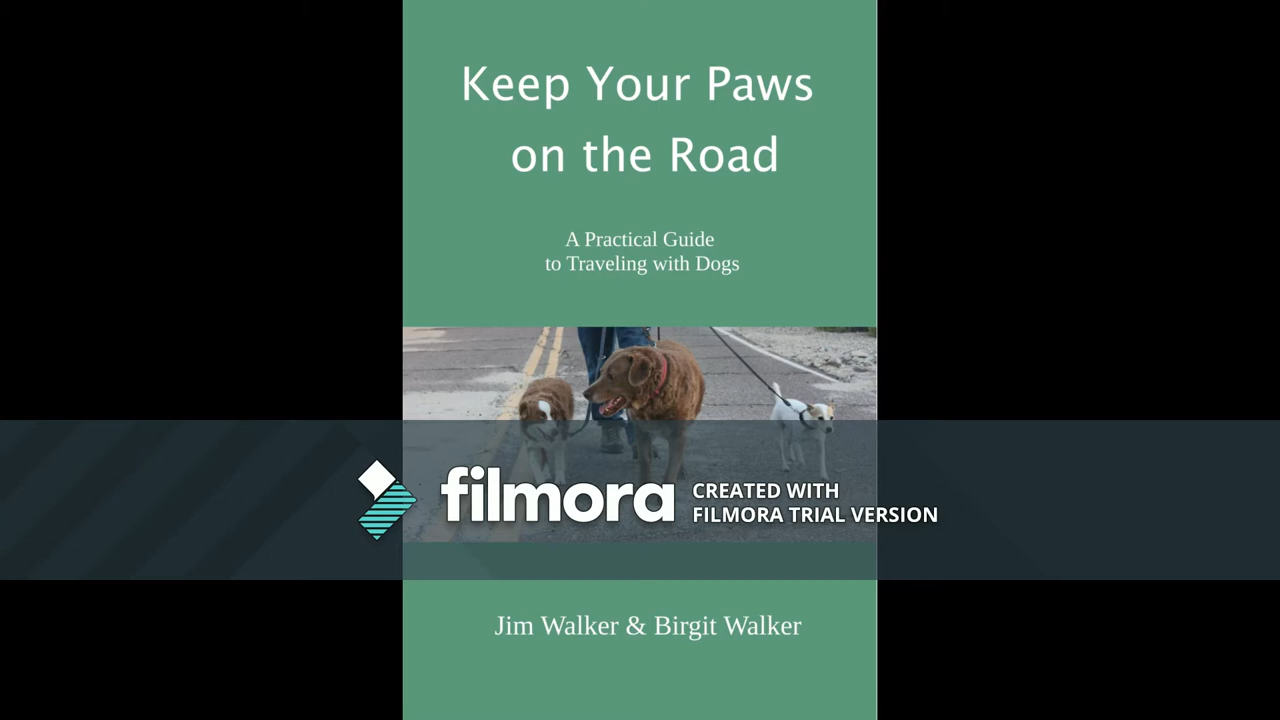 Keep Your Paws
on the Road
A Practical Guide
to Traveling with Dogs
filmora
CREATED WITH
FILMORA TRIAL VERSION
Jim Walker & Birgit Walker